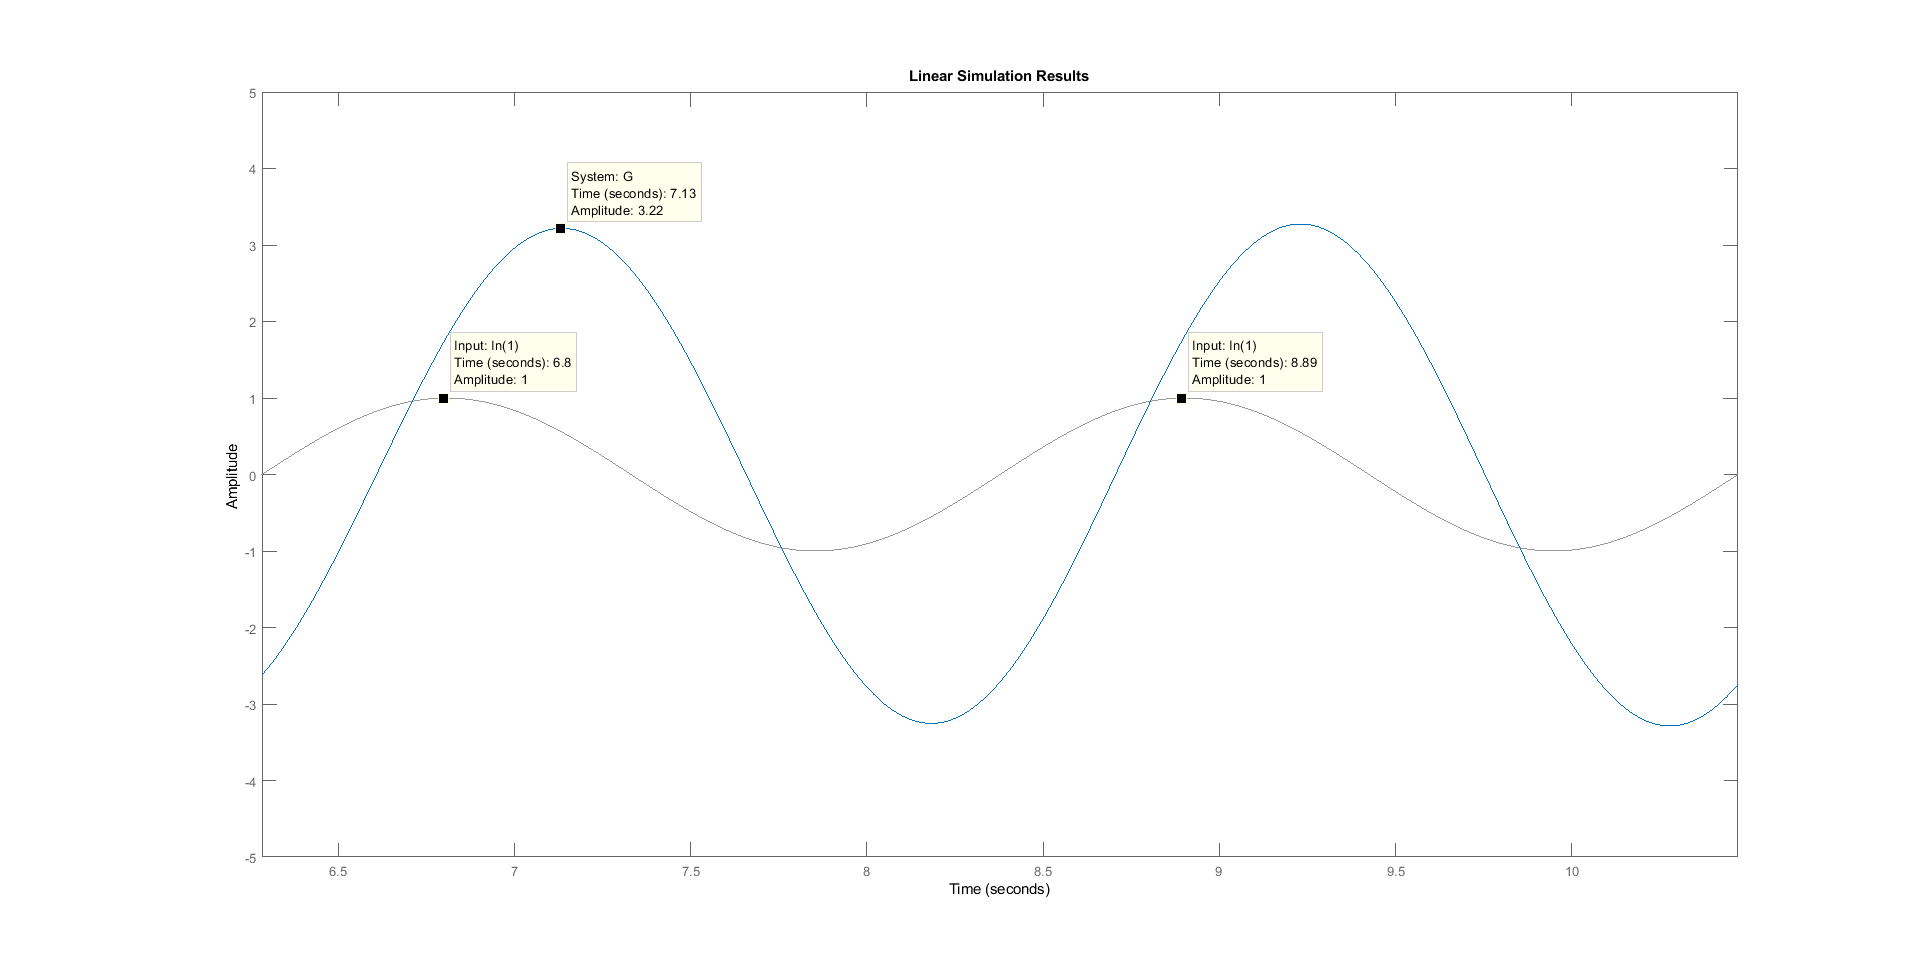 Linear Simulation Results
5
4
3
2
1
0
-1
-2
-3
-4
-5
Amplitude
System: G
Time (seconds): 7.13
Amplitude: 3.22
Input: In(1)
Time (seconds): 6.8
Amplitude: 1
Input: In(1)
Time (seconds): 8.89
Amplitude: 1
6.5 7 7.5 8 8.5 9 9.5 10
Time (seconds)